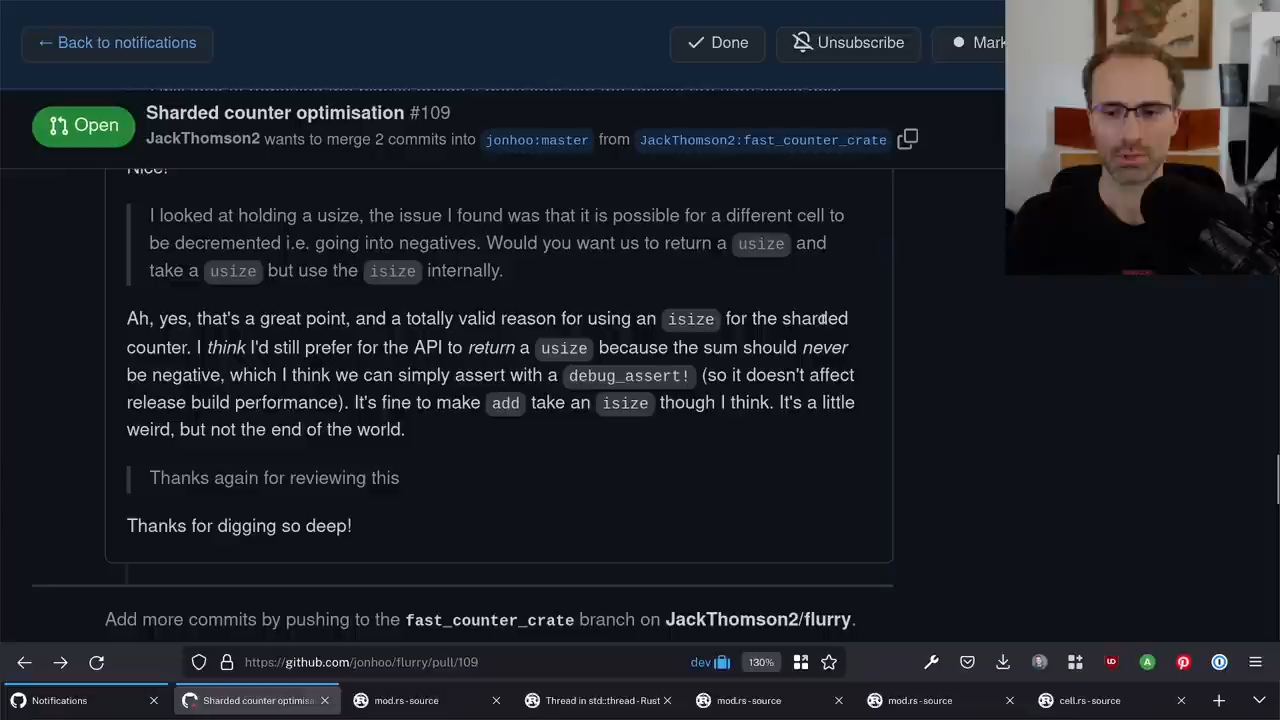 ← Back to notifications
Done
Unsubscribe
Mark
Open
Sharded counter optimisation #109
JackThomson2 wants to merge 2 commits into jonhoo:master from JackThomson2:fast_counter_crate
Nice!
I looked at holding a usize, the issue I found was that it is possible for a different cell to
be decremented i.e. going into negatives. Would you want us to return a usize and
take a usize but use the isize internally.
Ah, yes, that's a great point, and a totally valid reason for using an isize for the sharded
counter. I think I'd still prefer for the API to return a usize because the sum should never
be negative, which I think we can simply assert with a debug_assert! (so it doesn't affect
release build performance). It's fine to make add take an isize though I think. It's a little
weird, but not the end of the world.
Thanks again for reviewing this
Thanks for digging so deep!
Add more commits by pushing to the fast_counter_crate branch on JackThomson2/flurry.
https://github.com/jonhoo/flurry/pull/109
dev
130%
Notifications
Sharded counter optimisa
mod.rs - source
Thread in std::thread - Rust
mod.rs - source
mod.rs - source
cell.rs - source